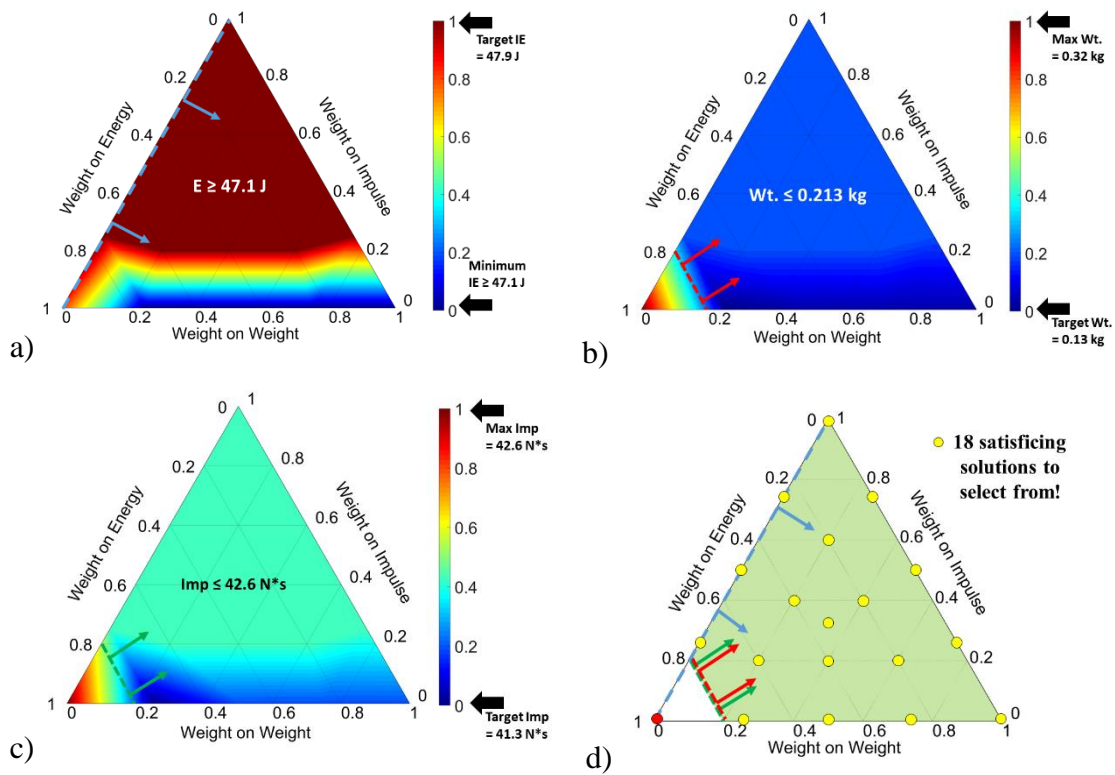 0 1
0.2 0.8
0.4 0.6
0.6 0.4
0.8 0.2
1 0
0 0.2 0.4 0.6 0.8 1
Weight on Energy
Weight on Impulse
Weight on Weight
E ≥ 47.1 J
1
0.8
0.6
0.4
0.2
0
Target IE
= 47.9 J
Minimum
IE ≥ 47.1 J
a)
0 1
0.2 0.8
0.4 0.6
0.6 0.4
0.8 0.2
1 0
0 0.2 0.4 0.6 0.8 1
Weight on Energy
Weight on Impulse
Weight on Weight
Wt. ≤ 0.213 kg
1
0.8
0.6
0.4
0.2
0
Max Wt.
= 0.32 kg
Target Wt.
= 0.13 kg
b)
0 1
0.2 0.8
0.4 0.6
0.6 0.4
0.8 0.2
1 0
0 0.2 0.4 0.6 0.8 1
Weight on Energy
Weight on Impulse
Weight on Weight
Imp ≤ 42.6 N*s
1
0.8
0.6
0.4
0.2
0
Max Imp
= 42.6 N*s
Target Imp
= 41.3 N*s
c)
0 1
0.2 0.8
0.4 0.6
0.6 0.4
0.8 0.2
1 0
0 0.2 0.4 0.6 0.8 1
Weight on Energy
Weight on Impulse
Weight on Weight
18 satisficing
solutions to
select from!
d)